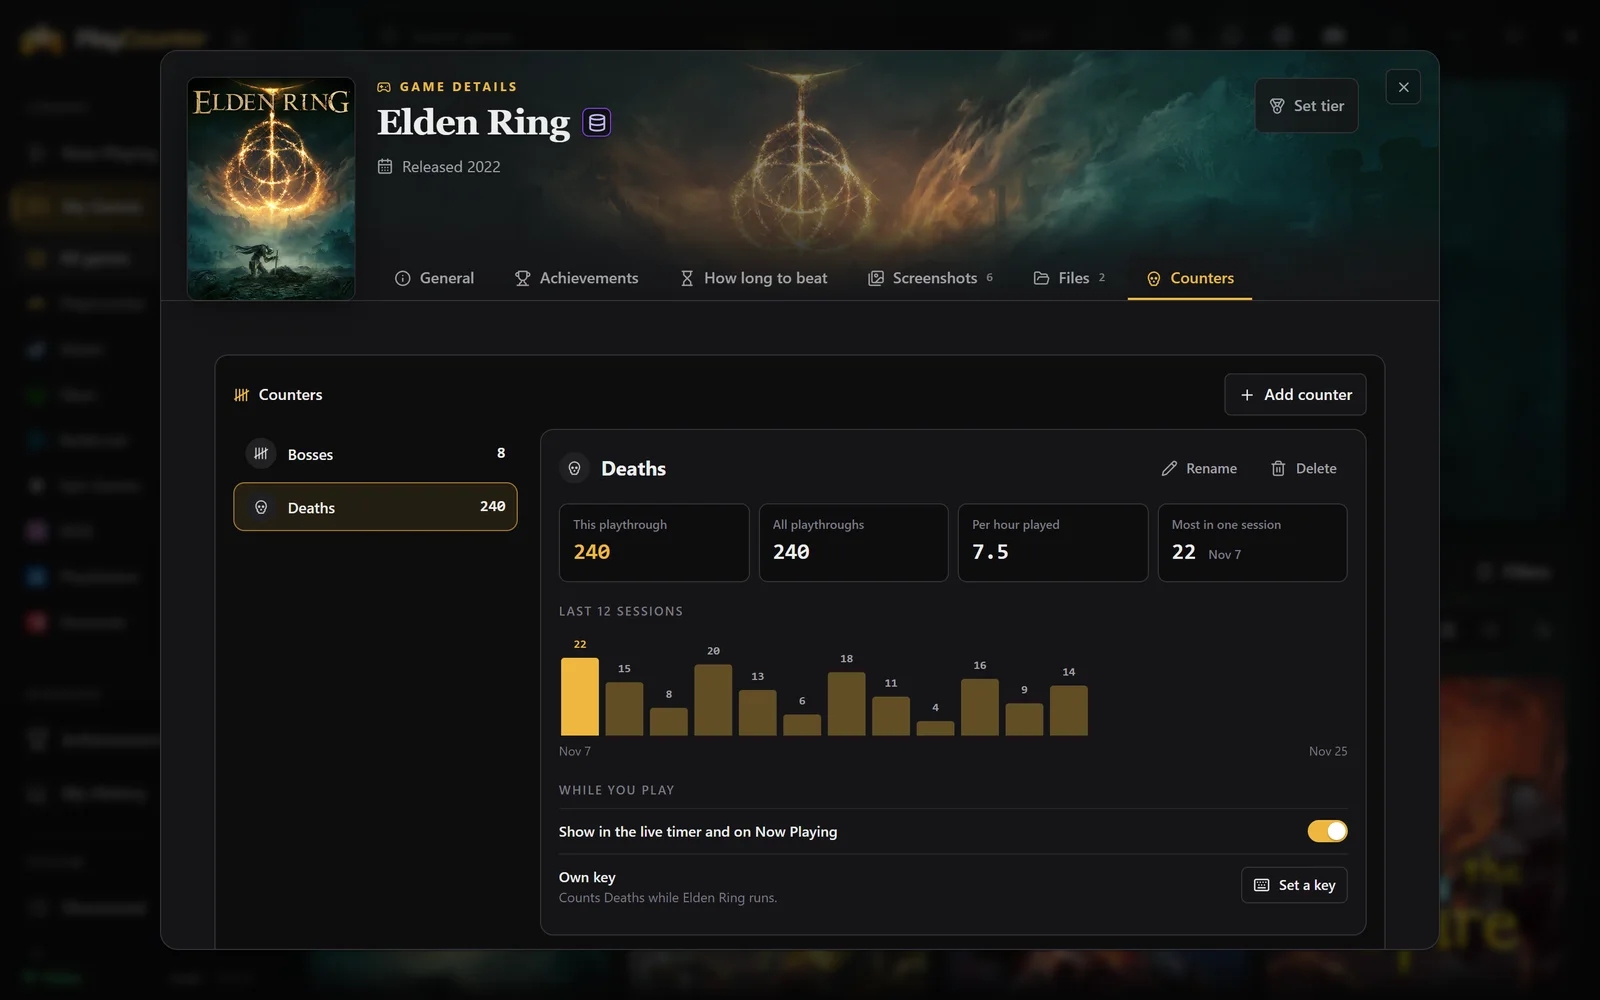 PlayCounter
GAME DETAILS
Elden Ring
Released 2022
Set tier
ELDEN RING
General
Achievements
How long to beat
Screenshots 6
Files 2
Counters
Counters
Add counter
Bosses 8
Deaths 240
Deaths
Rename
Delete
This playthrough
240
All playthroughs
240
Per hour played
7.5
Most in one session
22 Nov 7
LAST 12 SESSIONS
22
15
8
20
13
6
18
11
4
16
9
14
Nov 7
Nov 25
WHILE YOU PLAY
Show in the live timer and on Now Playing
Own key
Counts Deaths while Elden Ring runs.
Set a key